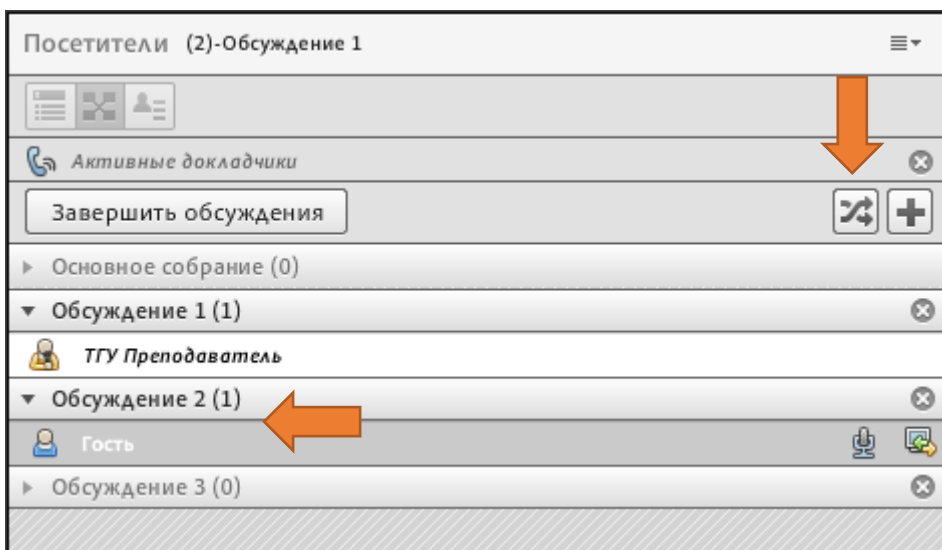 Посетители (2)-Обсуждение 1
Активные докладчики
Завершить обсуждения
Основное собрание (0)
Обсуждение 1 (1)
ТГУ Преподаватель
Обсуждение 2 (1)
Гость
Обсуждение 3 (0)